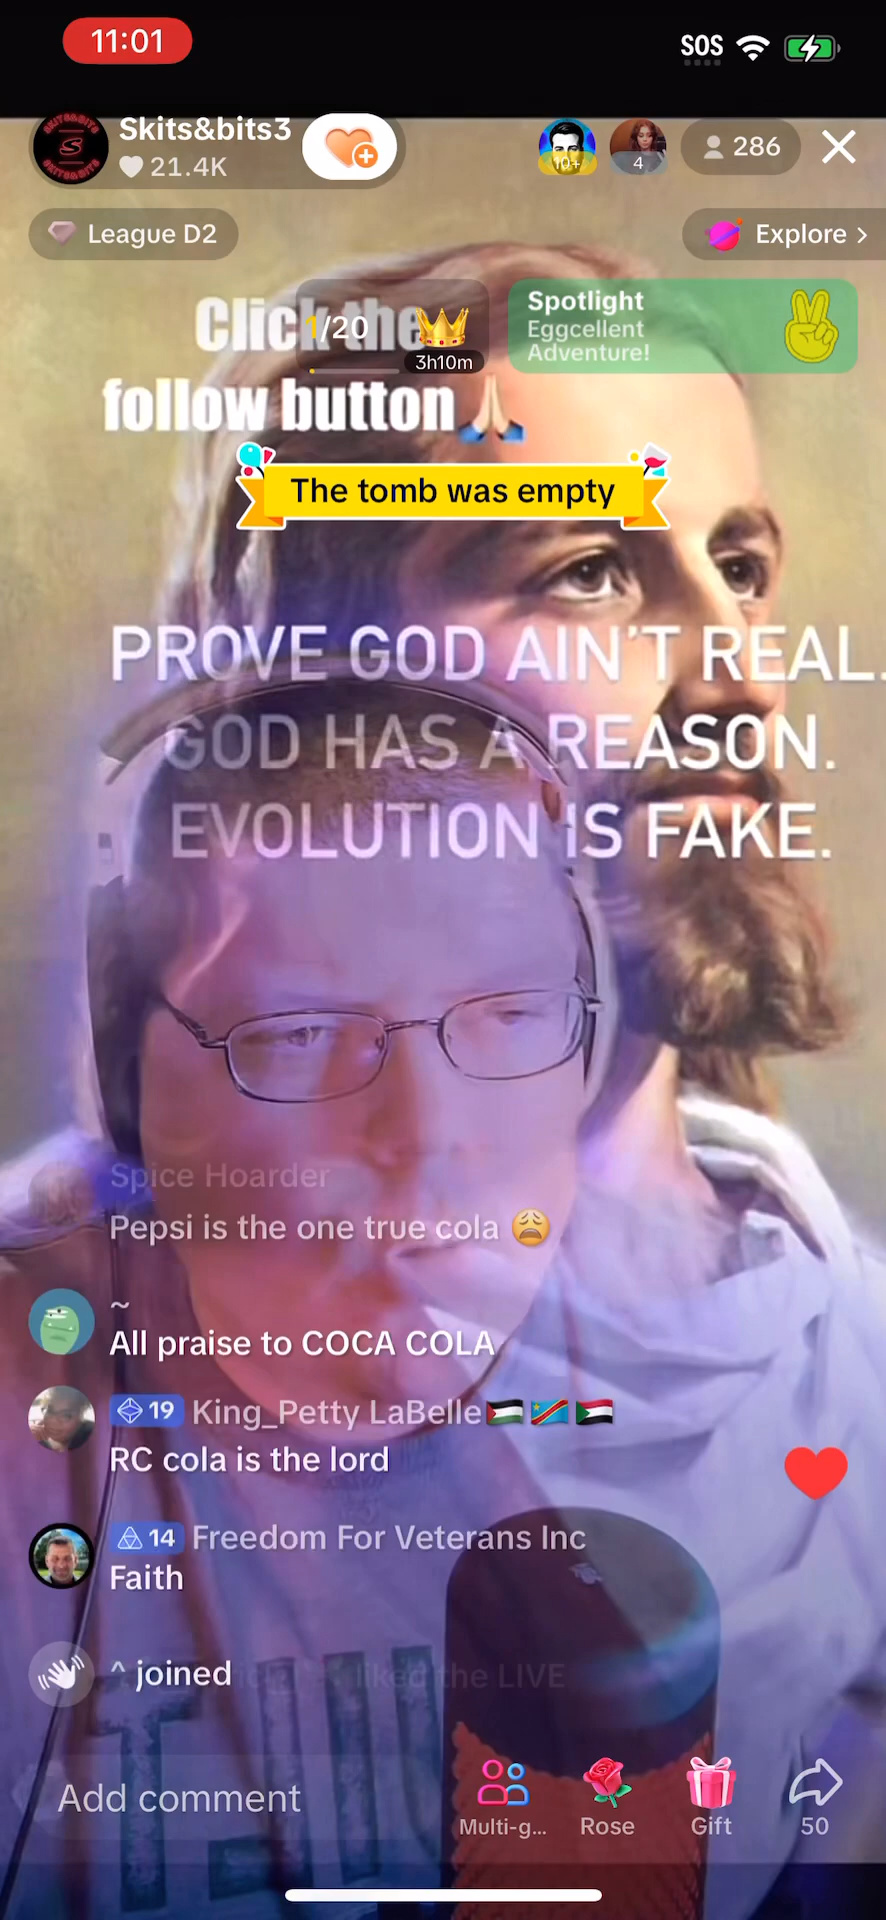 11:01
SOS
Skits&bits3
21.4K
10+
4
286
League D2
Explore >
Click the
1/20
3h10m
Spotlight
Eggcellent
Adventure!
follow button🙏🏻
The tomb was empty
PROVE GOD AIN'T REAL.
GOD HAS A REASON.
EVOLUTION IS FAKE.
Spice Hoarder
Pepsi is the one true cola 😩
~
All praise to COCA COLA
19 King_Petty LaBelle🇵🇸🇨🇩🇸🇩
RC cola is the lord
14 Freedom For Veterans Inc
Faith
^ joined
liked the LIVE
Add comment
Multi-g...
Rose
Gift
50